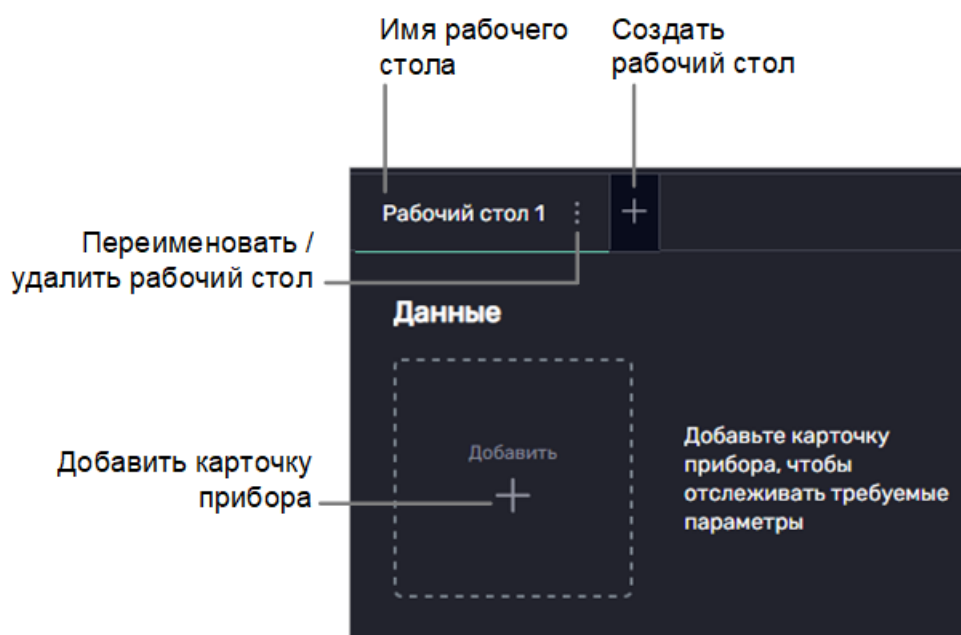 Имя рабочего
стола
Создать
рабочий стол
Рабочий стол 1
Переименовать /
удалить рабочий стол
Данные
Добавить
Добавить карточку
прибора
Добавьте карточку
прибора, чтобы
отслеживать требуемые
параметры